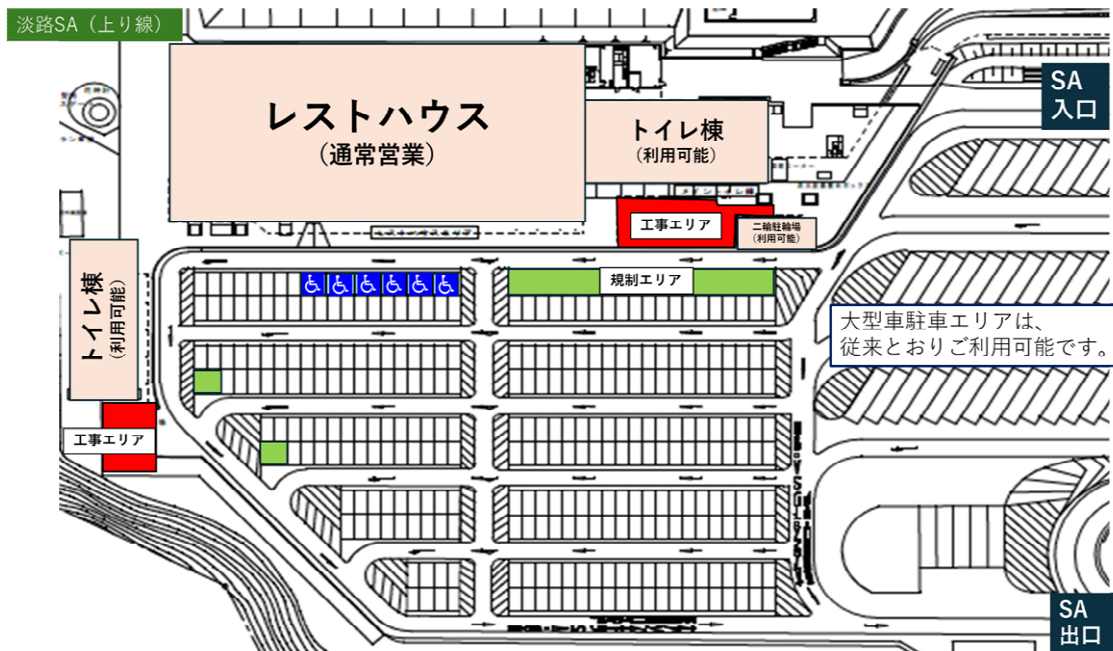 淡路SA（上り線）
レストハウス
（通常営業）
トイレ棟
（利用可能）
SA
入口
工事エリア
二輪駐輪場
（利用可能）
トイレ棟
（利用可能）
規制エリア
大型車駐車エリアは、
従来とおりご利用可能です。
工事エリア
SA
出口